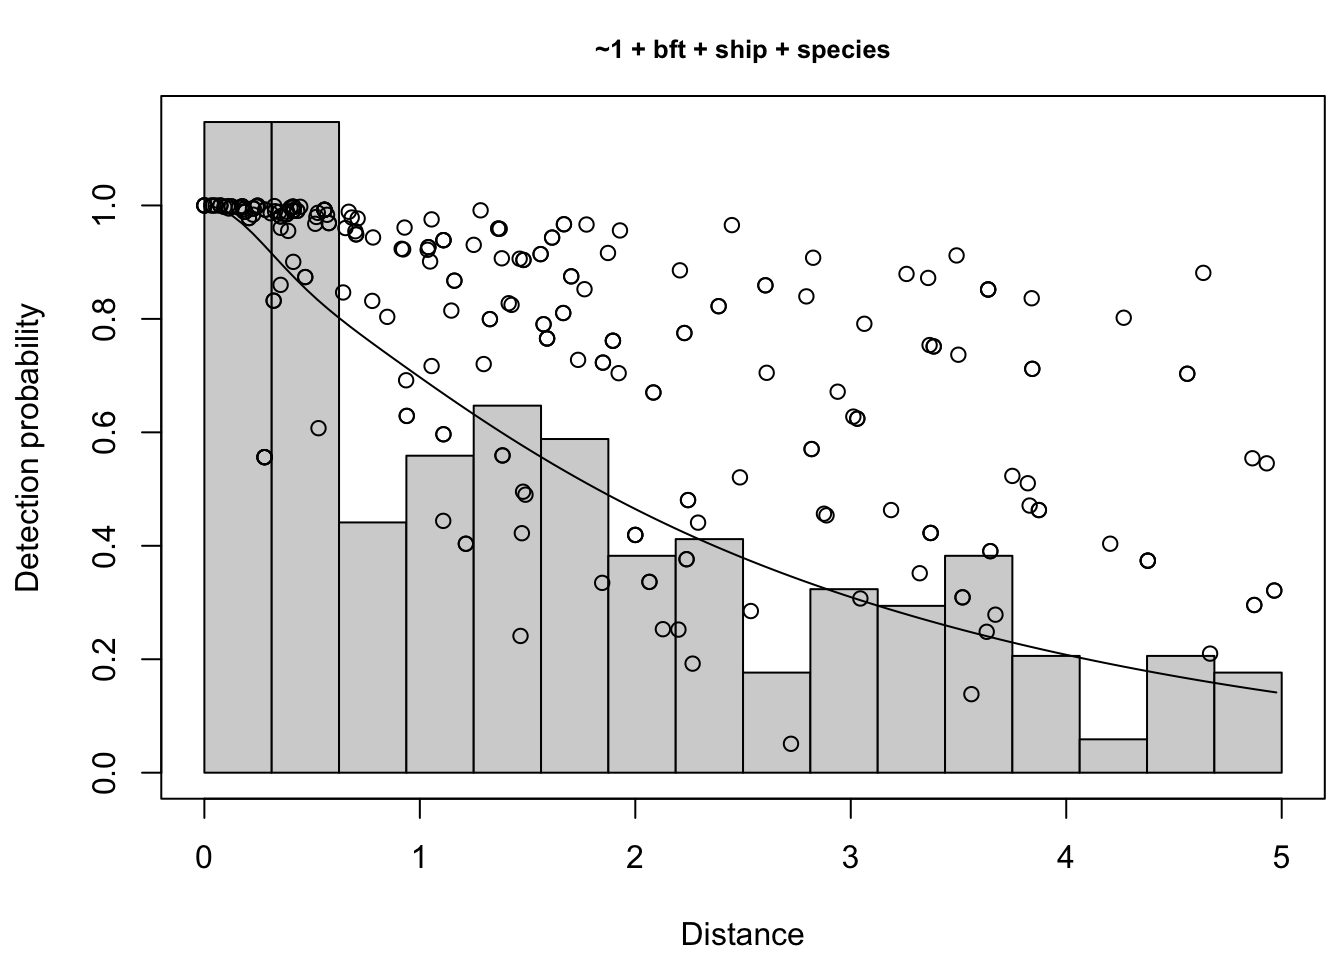 ~1 + bft + ship + species
Detection probability
1.0
0.8
0.6
0.4
0.2
0.0
0 1 2 3 4 5
Distance